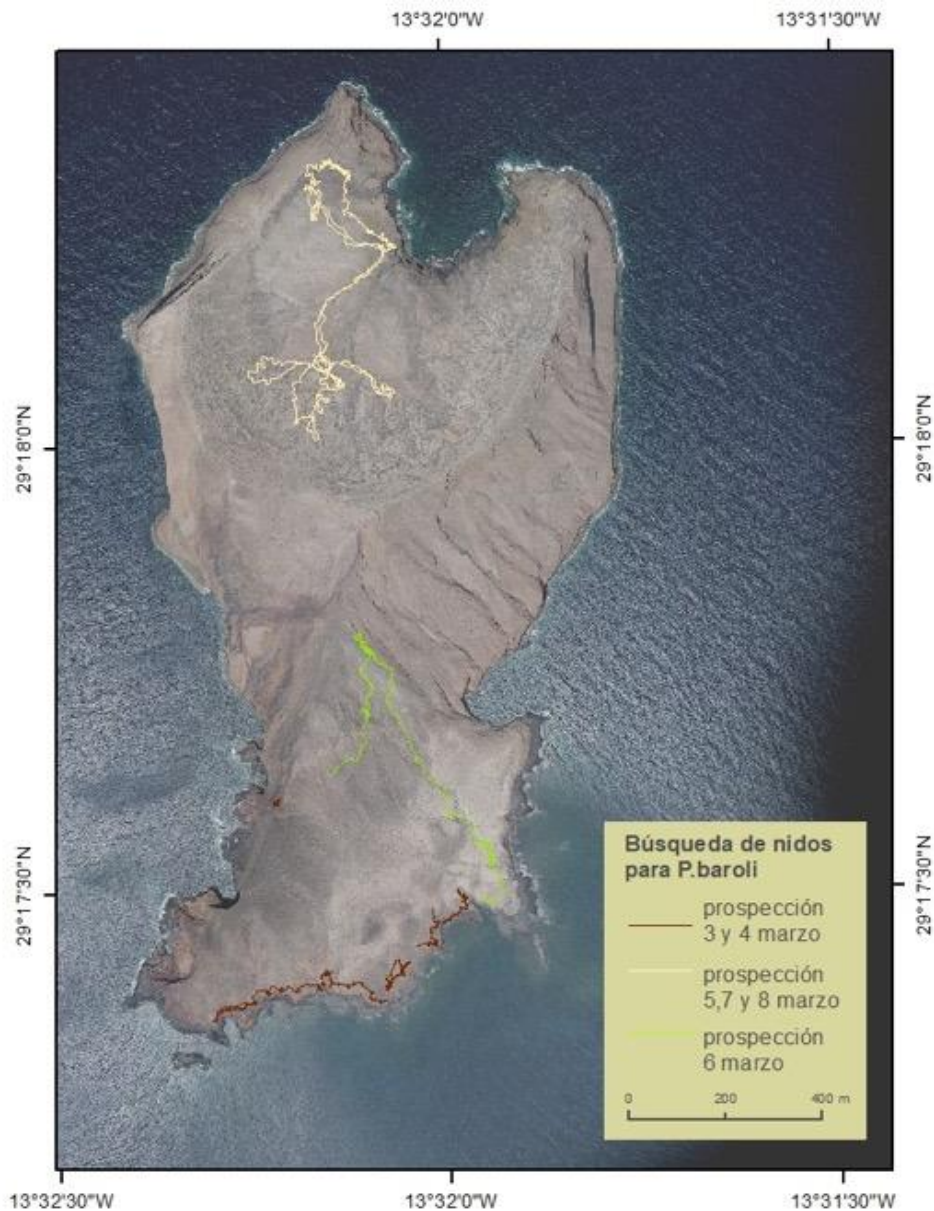 13°32'0"W
13°31'30"W
29°18'0"N
29°18'0"N
29°17'30"N
29°17'30"N
Búsqueda de nidos
para P.baroli
prospección
3 y 4 marzo
prospección
5,7 y 8 marzo
prospección
6 marzo
0 200 400 m
13°32'30"W
13°32'0"W
13°31'30"W